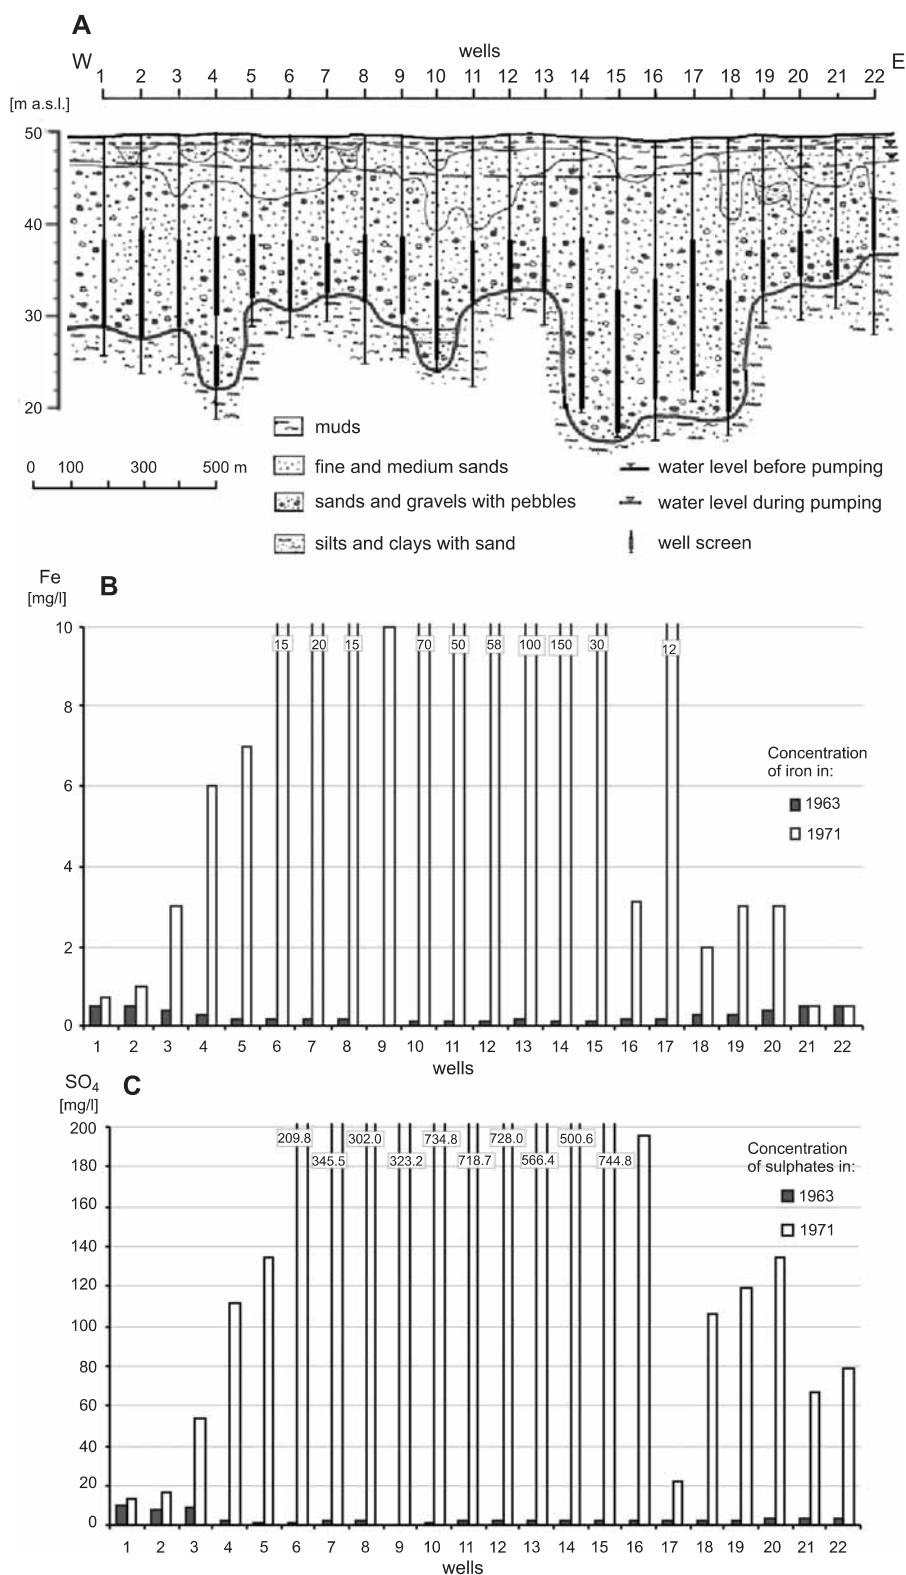 A
wells
W 1 2 3 4 5 6 7 8 9 10 11 12 13 14 15 16 17 18 19 20 21 22 E
[m a.s.l.]
50
40
30
20
0 100 300 500 m
muds
fine and medium sands
sands and gravels with pebbles
silts and clays with sand
water level before pumping
water level during pumping
well screen
Fe
[mg/l]
B
10
8
6
4
2
0
15 20 15 70 50 58 100 150 30 12
Concentration
of iron in:
1963
1971
1 2 3 4 5 6 7 8 9 10 11 12 13 14 15 16 17 18 19 20 21 22
wells
SO4
[mg/l]
C
200
180
160
140
120
100
80
60
40
20
0
209.8 302.0 734.8 728.0 500.6
345.5 323.2 718.7 566.4 744.8
Concentration
of sulphates in:
1963
1971
1 2 3 4 5 6 7 8 9 10 11 12 13 14 15 16 17 18 19 20 21 22
wells